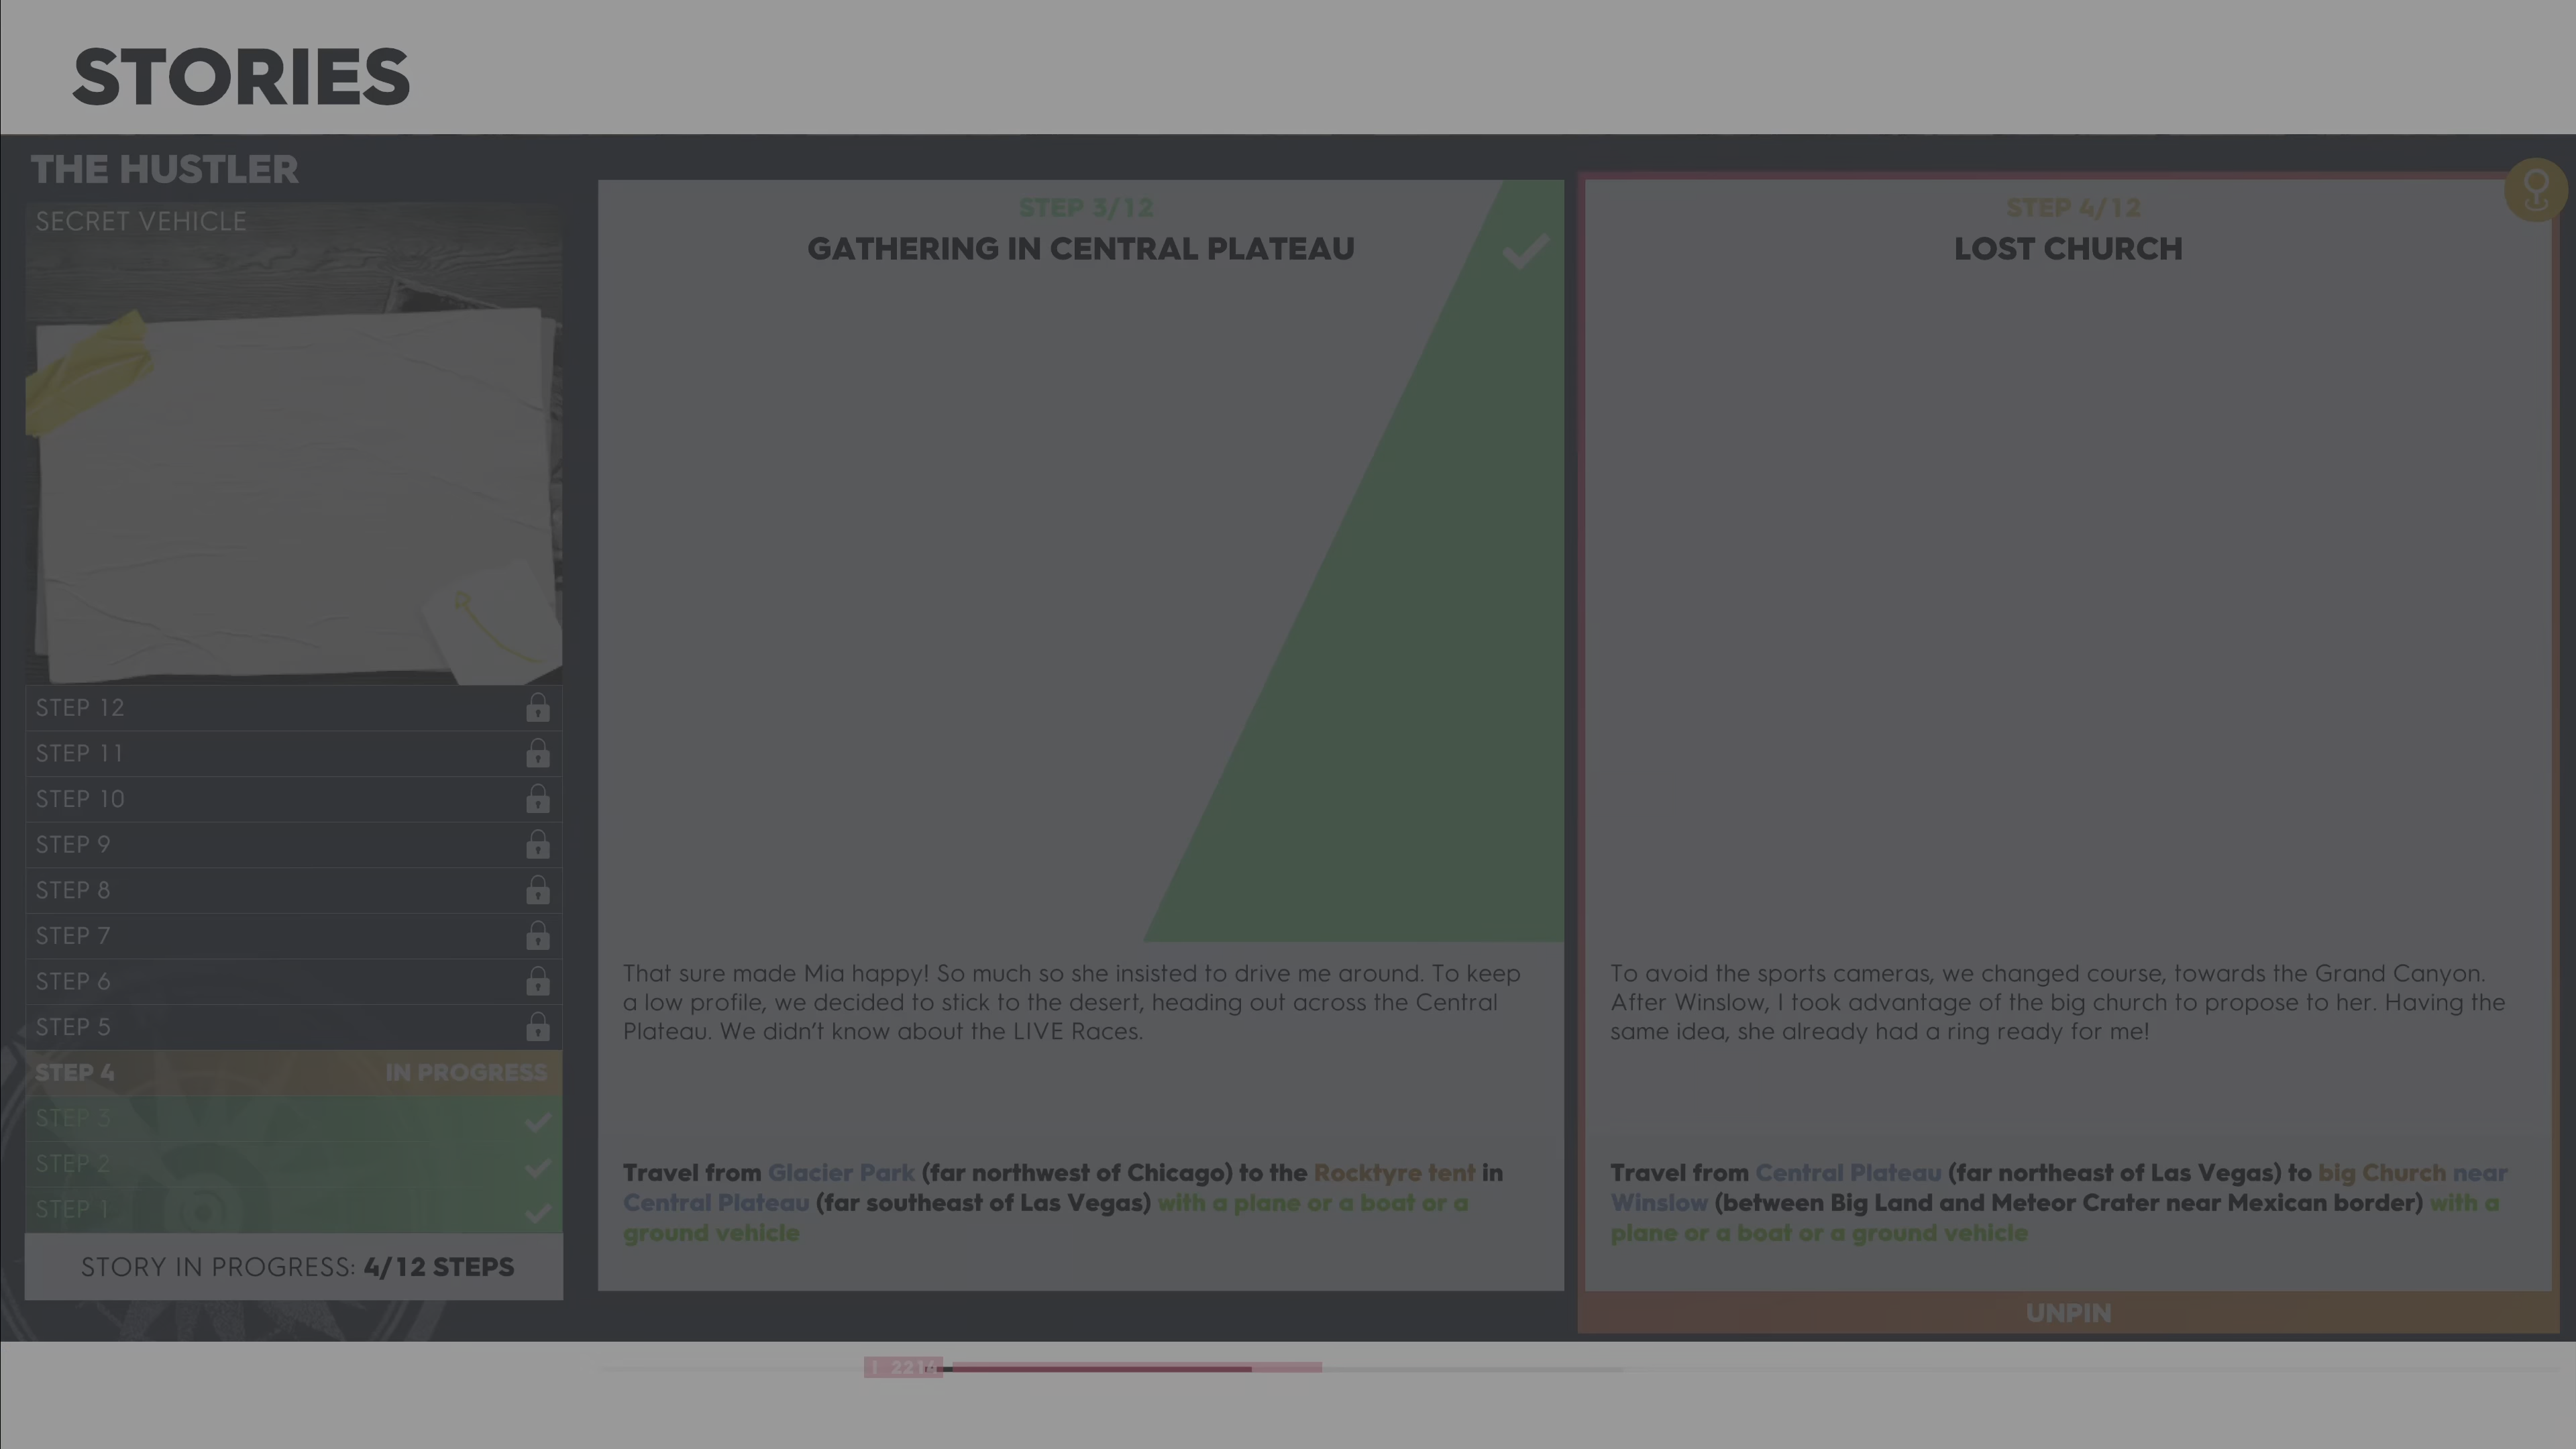 STORIES
THE HUSTLER
SECRET VEHICLE
STEP 12
STEP 11
STEP 10
STEP 9
STEP 8
STEP 7
STEP 6
STEP 5
STEP 4 IN PROGRESS
STEP 3
STEP 2
STEP 1
STORY IN PROGRESS: 4/12 STEPS
STEP 3/12
GATHERING IN CENTRAL PLATEAU
That sure made Mia happy! So much so she insisted to drive me around. To keep
a low profile, we decided to stick to the desert, heading out across the Central
Plateau. We didn't know about the LIVE Races.
Travel from Glacier Park (far northwest of Chicago) to the Rocktyre tent in
Central Plateau (far southeast of Las Vegas) with a plane or a boat or a
ground vehicle
STEP 4/12
LOST CHURCH
To avoid the sports cameras, we changed course, towards the Grand Canyon.
After Winslow, I took advantage of the big church to propose to her. Having the
same idea, she already had a ring ready for me!
Travel from Central Plateau (far northeast of Las Vegas) to big Church near
Winslow (between Big Land and Meteor Crater near Mexican border) with a
plane or a boat or a ground vehicle
UNPIN